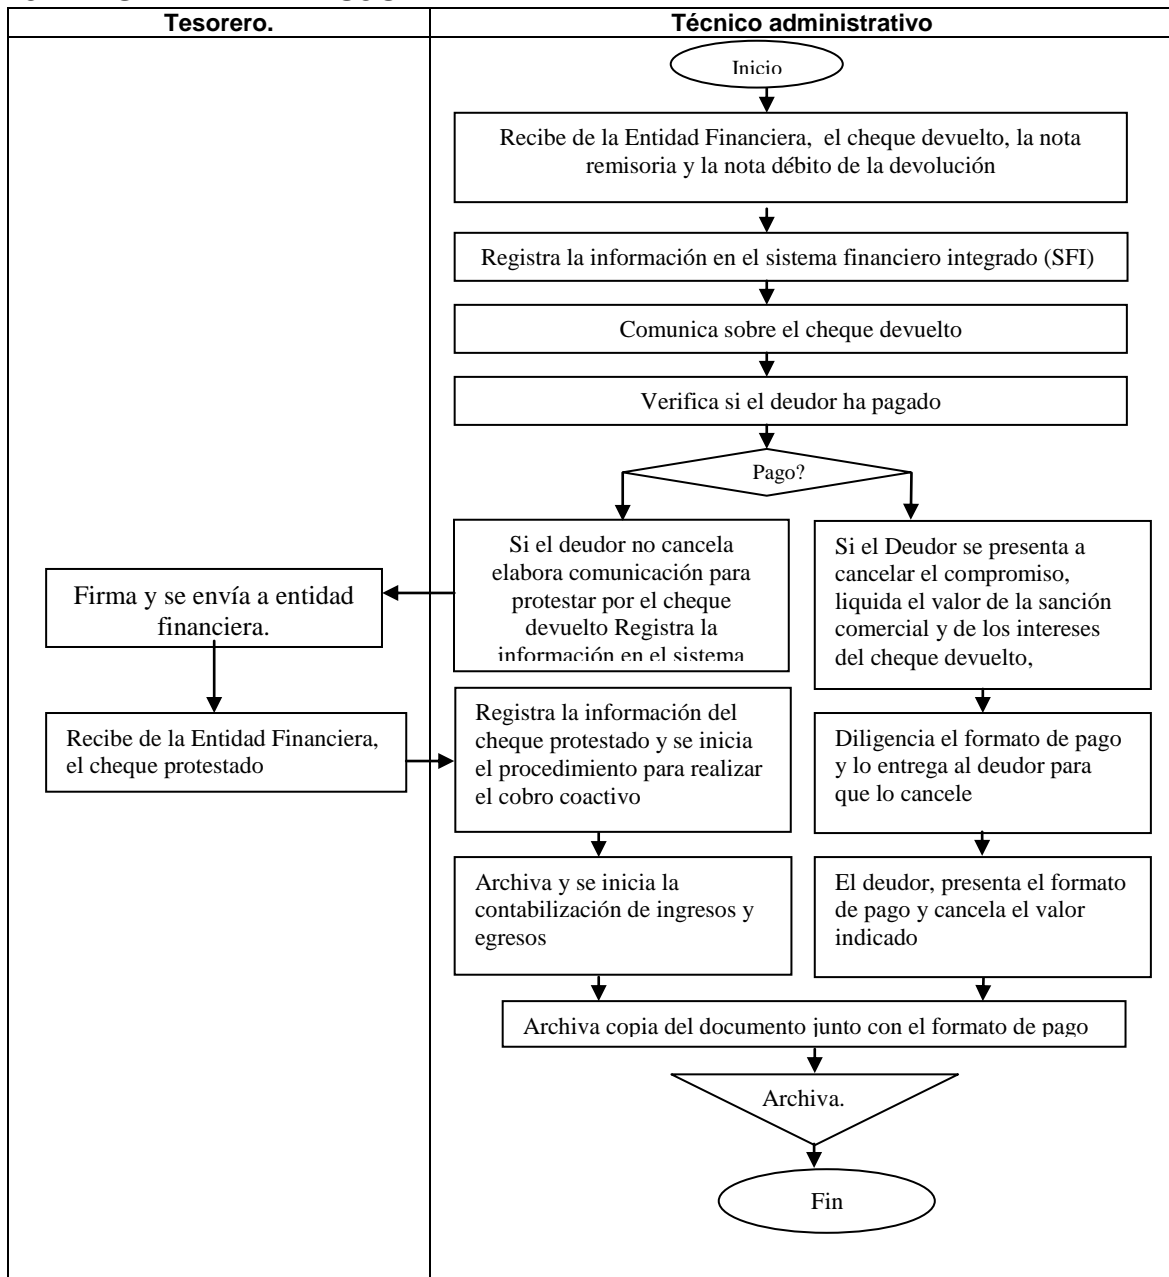 Tesorero.
Técnico administrativo
Inicio
Recibe de la Entidad Financiera, el cheque devuelto, la nota
remisoria y la nota débito de la devolución
Registra la información en el sistema financiero integrado (SFI)
Comunica sobre el cheque devuelto
Verifica si el deudor ha pagado
Pago?
Si el deudor no cancela
elabora comunicación para
protestar por el cheque
devuelto Registra la
información en el sistema
Si el Deudor se presenta a
cancelar el compromiso,
liquida el valor de la sanción
comercial y de los intereses
del cheque devuelto,
Firma y se envía a entidad
financiera.
Recibe de la Entidad Financiera,
el cheque protestado
Registra la información del
cheque protestado y se inicia
el procedimiento para realizar
el cobro coactivo
Diligencia el formato de pago
y lo entrega al deudor para
que lo cancele
Archiva y se inicia la
contabilización de ingresos y
egresos
El deudor, presenta el formato
de pago y cancela el valor
indicado
Archiva copia del documento junto con el formato de pago
Archiva.
Fin